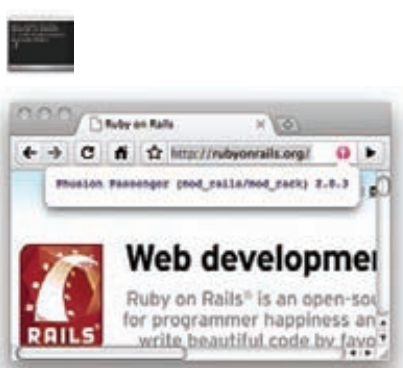 Ruby on Rails
http://rubyonrails.org/
Phusion Passenger (mod_rails/mod_rack) 2.0.3
Web developmen
RAILS
Ruby on Rails® is an open-sou
for programmer happiness an
write beautiful code by favo